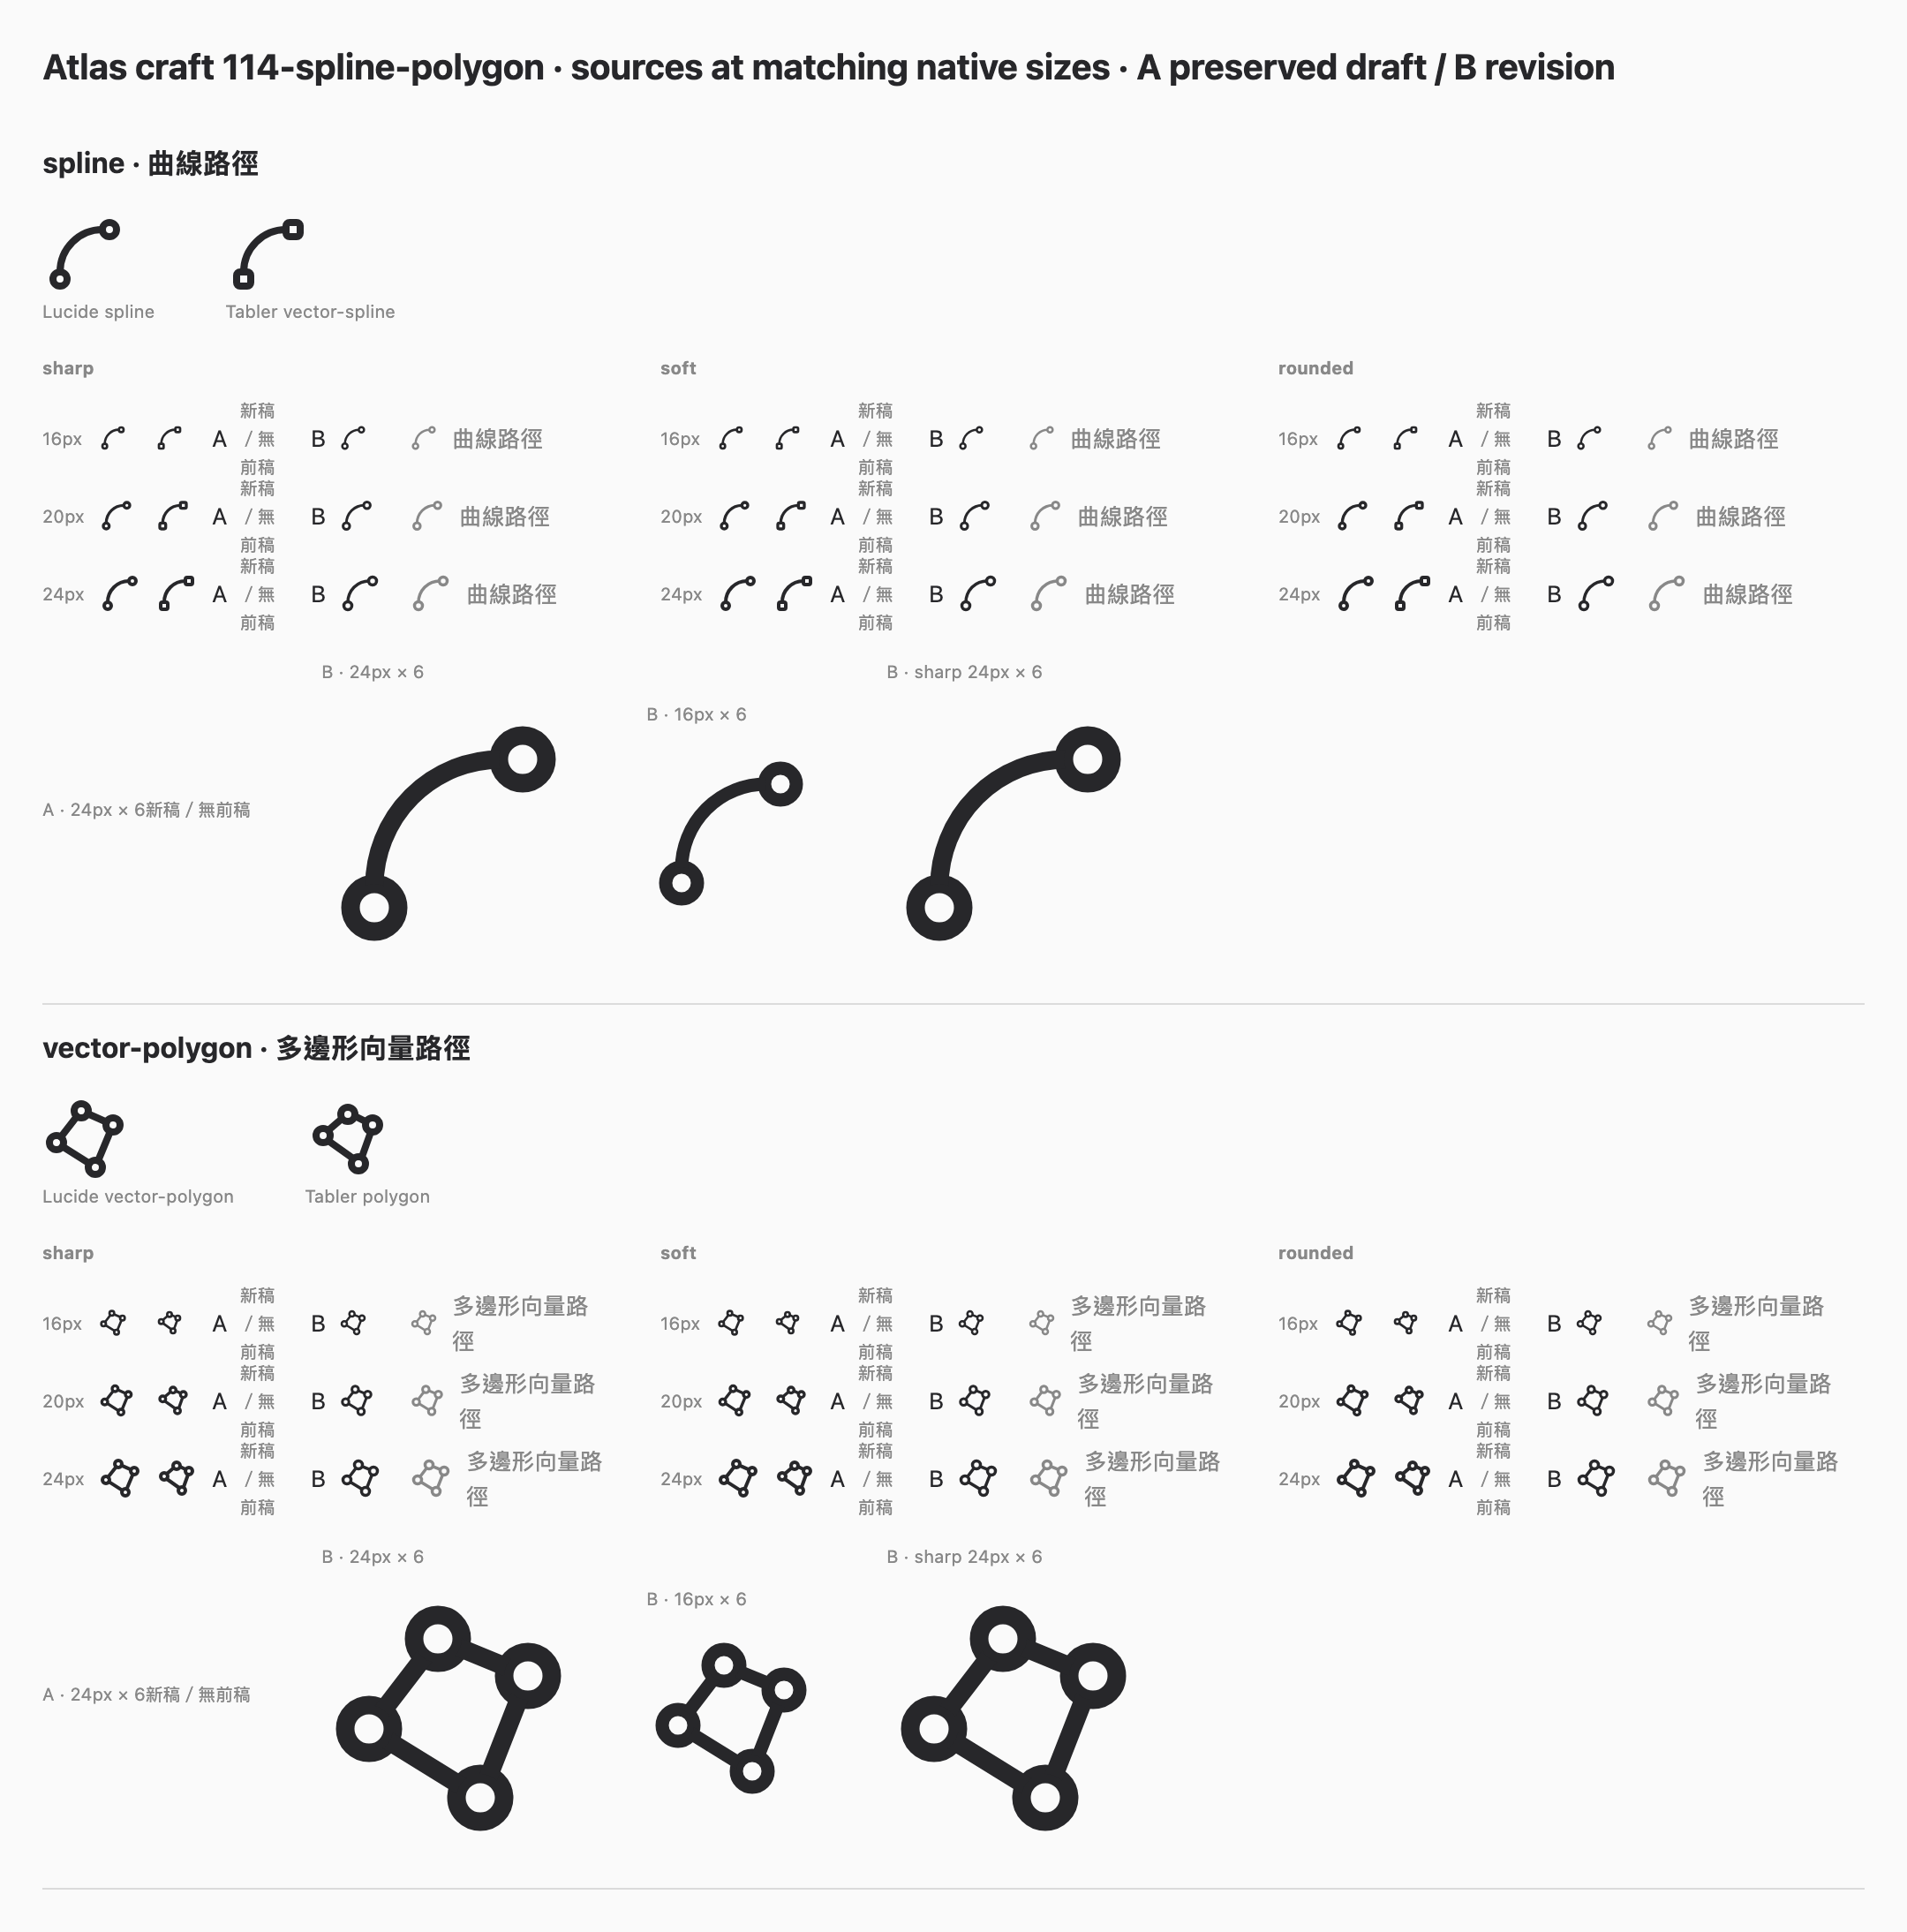 Atlas craft 114-spline-polygon · sources at matching native sizes · A preserved draft / B revision
spline · 曲線路徑
Lucide spline
Tabler vector-spline
sharp
16px A 新稿 / 無前稿 B 曲線路徑
20px A 新稿 / 無前稿 B 曲線路徑
24px A 新稿 / 無前稿 B 曲線路徑
soft
16px A 新稿 / 無前稿 B 曲線路徑
20px A 新稿 / 無前稿 B 曲線路徑
24px A 新稿 / 無前稿 B 曲線路徑
rounded
16px A 新稿 / 無前稿 B 曲線路徑
20px A 新稿 / 無前稿 B 曲線路徑
24px A 新稿 / 無前稿 B 曲線路徑
A · 24px × 6新稿 / 無前稿
B · 24px × 6
B · 16px × 6
B · sharp 24px × 6
vector-polygon · 多邊形向量路徑
Lucide vector-polygon
Tabler polygon
sharp
16px A 新稿 / 無前稿 B 多邊形向量路徑
20px A 新稿 / 無前稿 B 多邊形向量路徑
24px A 新稿 / 無前稿 B 多邊形向量路徑
soft
16px A 新稿 / 無前稿 B 多邊形向量路徑
20px A 新稿 / 無前稿 B 多邊形向量路徑
24px A 新稿 / 無前稿 B 多邊形向量路徑
rounded
16px A 新稿 / 無前稿 B 多邊形向量路徑
20px A 新稿 / 無前稿 B 多邊形向量路徑
24px A 新稿 / 無前稿 B 多邊形向量路徑
A · 24px × 6新稿 / 無前稿
B · 24px × 6
B · 16px × 6
B · sharp 24px × 6